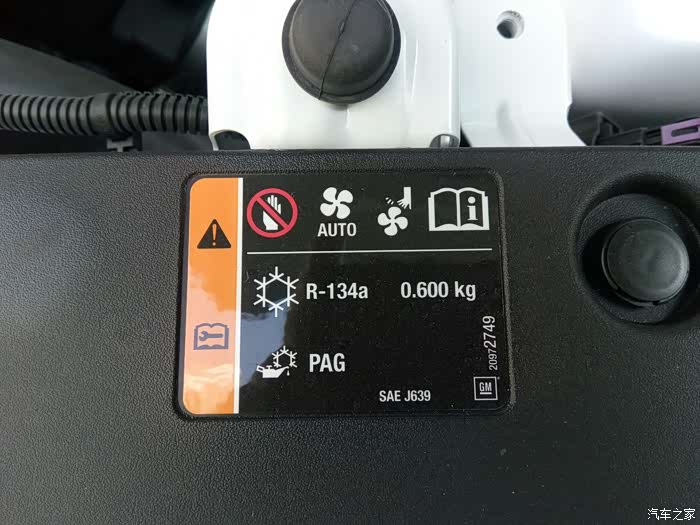 AUTO
R-134a 0.600 kg
PAG
SAE J639
20972749
GM
汽车之家